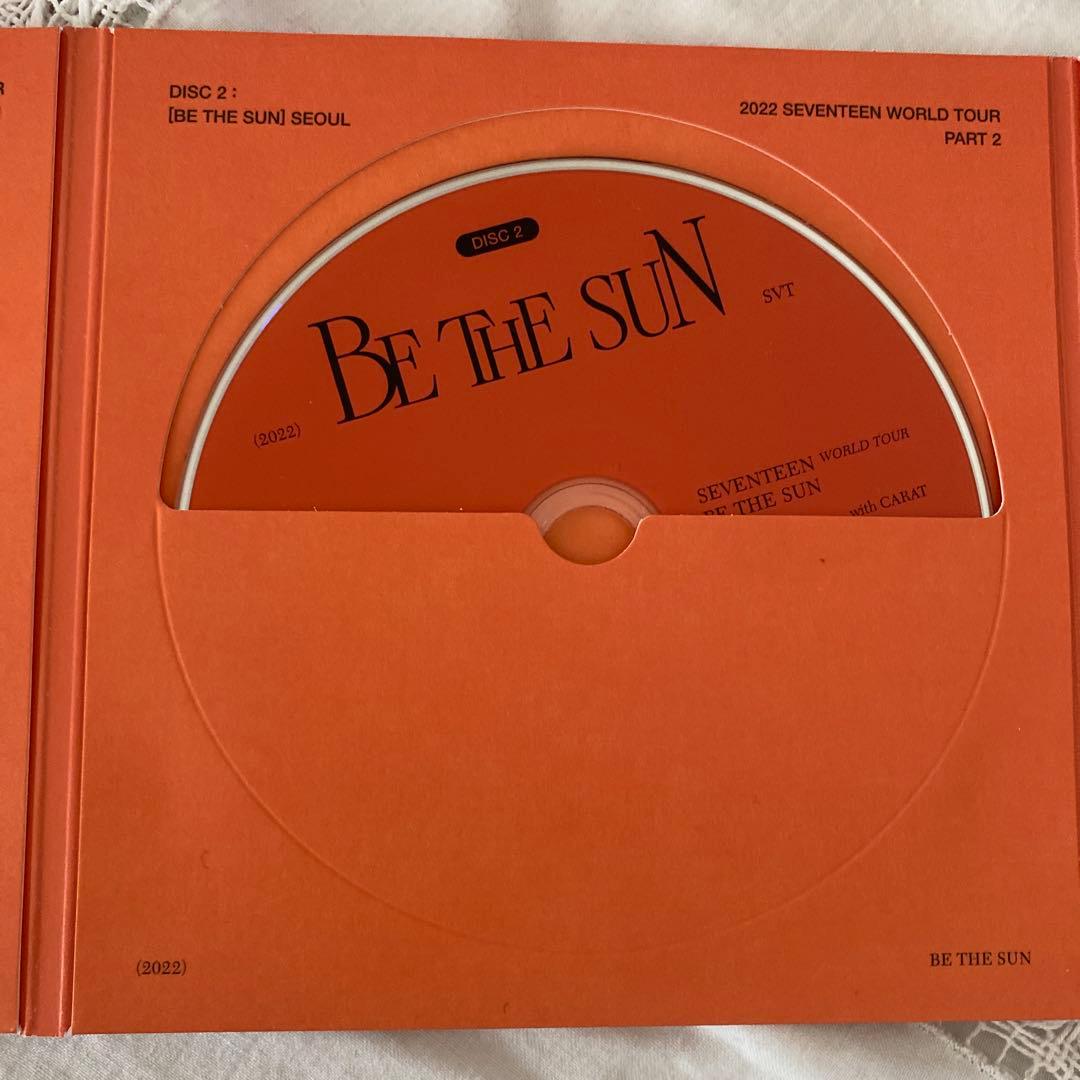 R
DISC 2 :
[BE THE SUN] SEOUL
2022 SEVENTEEN WORLD TOUR
PART 2
DISC 2
BE THE SUN
SVT
(2022)
SEVENTEEN WORLD TOUR
BE THE SUN
with CARAT
(2022)
BE THE SUN